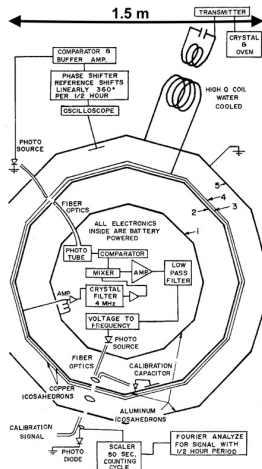 1.5 m
TRANSMITTER
CRYSTAL
& OVEN
COMPARATOR &
BUFFER AMP.
PHASE SHIFTER
REFERENCE SHIFTS
LINEARLY 360°
PER 1/2 HOUR
OSCILLOSCOPE
HIGH Q COIL
WATER
COOLED
PHOTO
SOURCE
FIBER
OPTICS
5
4
2
3
1
ALL ELECTRONICS
INSIDE ARE BATTERY
POWERED
PHOTO
TUBE
COMPARATOR
MIXER
AMP
LOW
PASS
FILTER
AMP
CRYSTAL
FILTER
4 MHz
VOLTAGE TO
FREQUENCY
PHOTO
SOURCE
FIBER
OPTICS
CALIBRATION
CAPACITOR
COPPER
ICOSAHEDRONS
ALUMINUM
ICOSAHEDRONS
CALIBRATION
SIGNAL
PHOTO
DIODE
SCALER
50 SEC.
COUNTING
CYCLE
FOURIER ANALYZE
FOR SIGNAL WITH
1/2 HOUR PERIOD